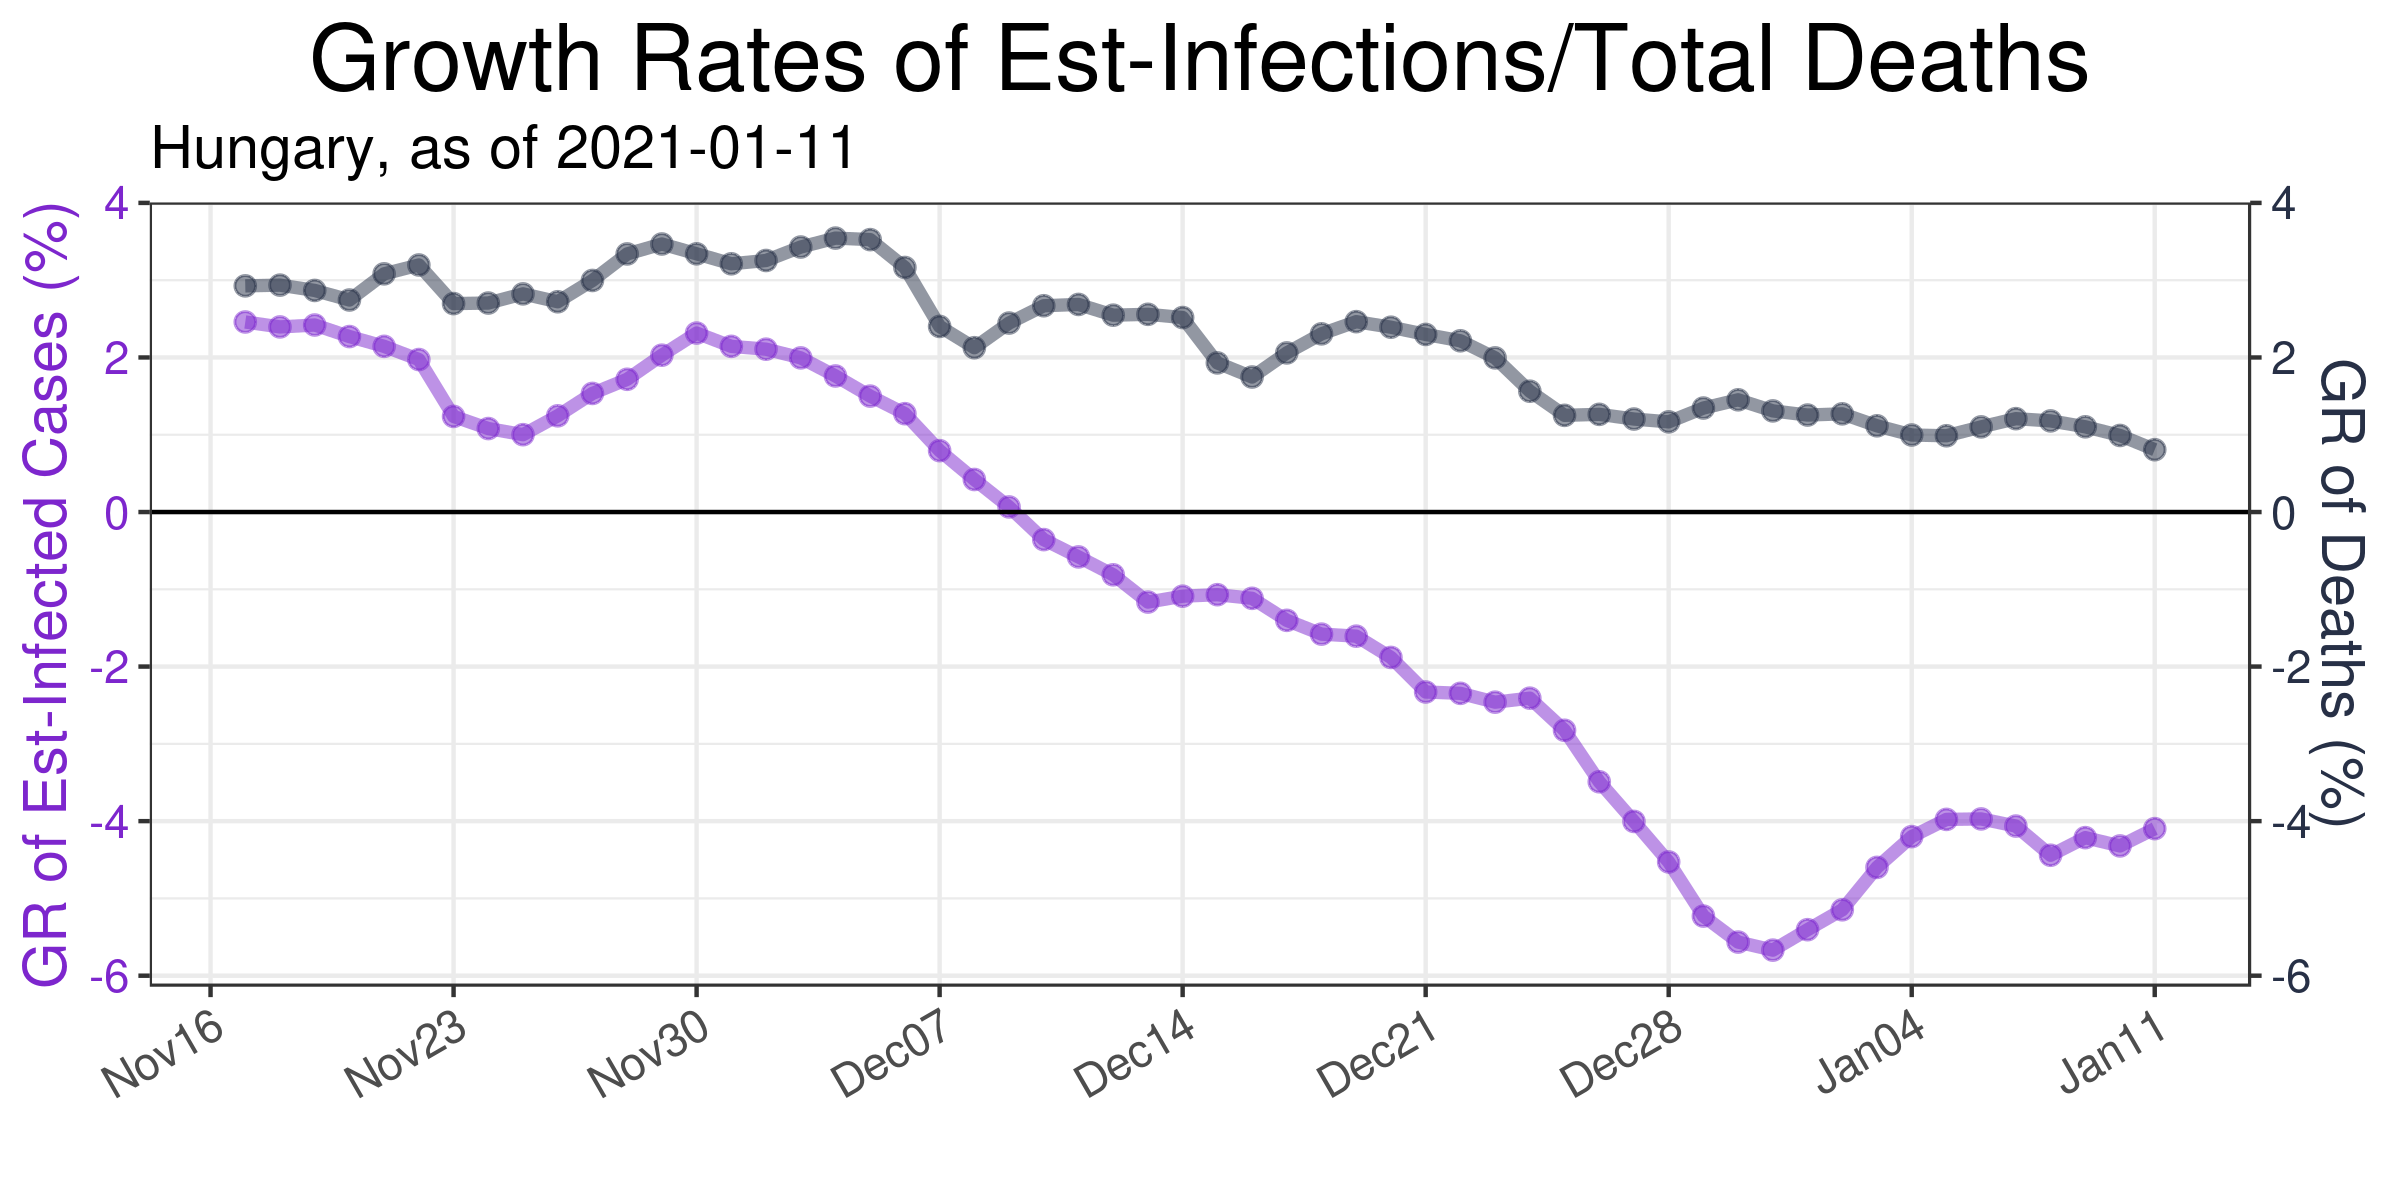 Growth Rates of Est-Infections/Total Deaths
Hungary, as of 2021-01-11
GR of Est-Infected Cases (%)
4
2
0
-2
-4
-6
4
2
0
-2
-4
-6
GR of Deaths (%)
Nov16
Nov23
Nov30
Dec07
Dec14
Dec21
Dec28
Jan04
Jan11